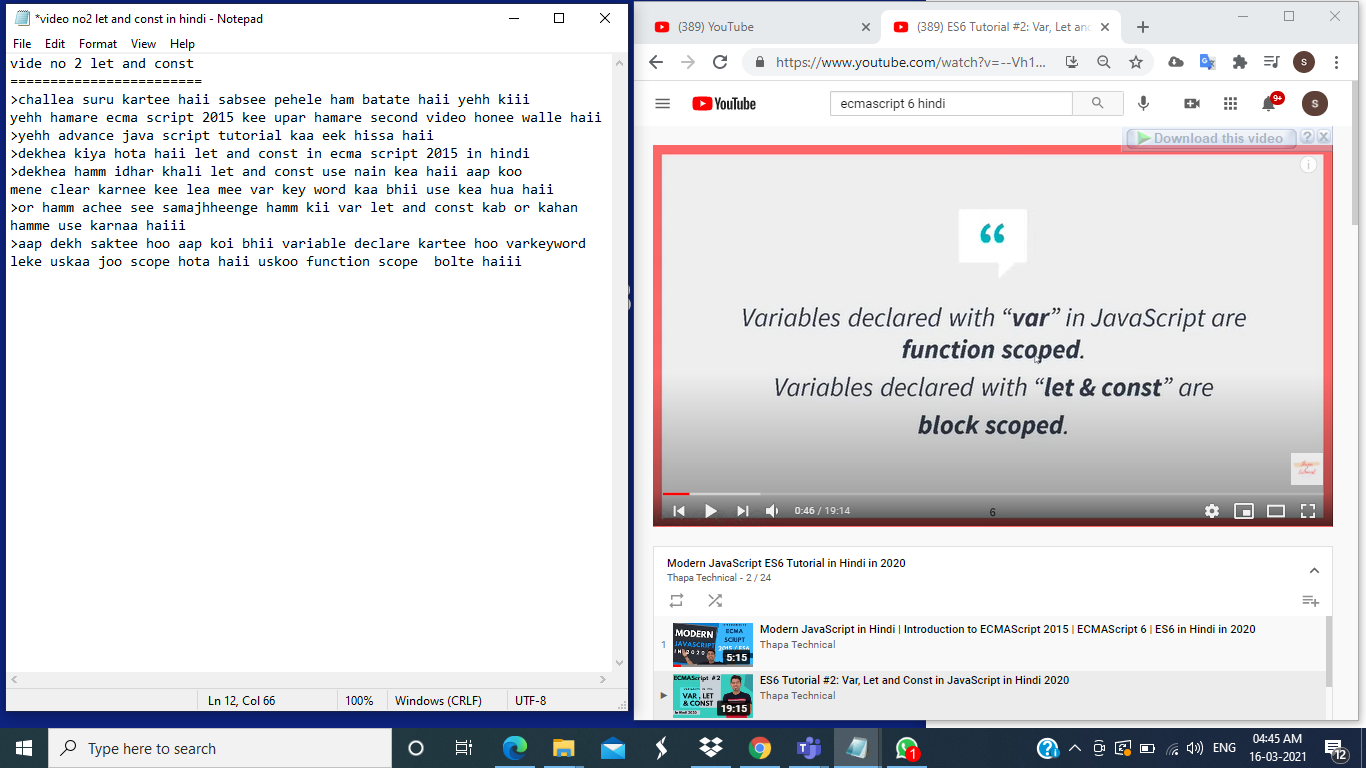 *video no2 let and const in hindi - Notepad
File Edit Format View Help
vide no 2 let and const
========================
>challea suru kartee haii sabsee pehele ham batate haii yehh kiii
yehh hamare ecma script 2015 kee upar hamare second video honee walle haii
>yehh advance java script tutorial kaa eek hissa haii
>dekhea kiya hota haii let and const in ecma script 2015 in hindi
>dekhea hamm idhar khali let and const use nain kea haii aap koo
mene clear karnee kee lea mee var key word kaa bhii use kea hua haii
>or hamm achee see samajhheenge hamm kii var let and const kab or kahan
hamme use karnaa haiii
>aap dekh saktee hoo aap koi bhii variable declare kartee hoo varkeyword
leke uskaa joo scope hota haii uskoo function scope  bolte haiii
Ln 12, Col 66 100% Windows (CRLF) UTF-8
(389) YouTube
(389) ES6 Tutorial #2: Var, Let and
https://www.youtube.com/watch?v=--Vh1...
S
YouTube
ecmascript 6 hindi
9+
S
Download this video ? X
“
Variables declared with “var” in JavaScript are
function scoped.
Variables declared with “let & const” are
block scoped.
0:46 / 19:14
6
Modern JavaScript ES6 Tutorial in Hindi in 2020
Thapa Technical - 2 / 24
1
MODERN
JAVASCRIPT
IN 2020
ECMA
SCRIPT
2015 / ES6
5:15
Modern JavaScript in Hindi | Introduction to ECMAScript 2015 | ECMAScript 6 | ES6 in Hindi in 2020
Thapa Technical
ECMAScript #2
VAR, LET
& CONST
In Hindi 2020
19:15
ES6 Tutorial #2: Var, Let and Const in JavaScript in Hindi 2020
Thapa Technical
Type here to search
1
ENG
04:45 AM
16-03-2021
12